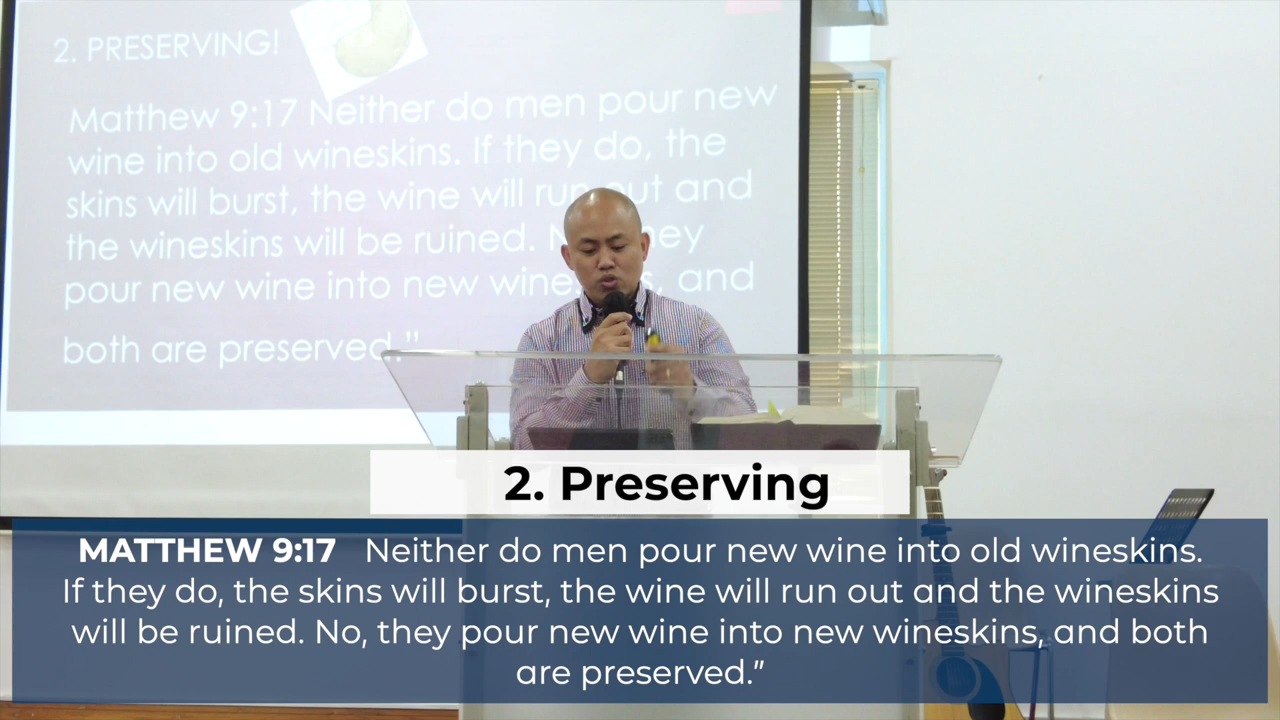 2. PRESERVING!
Matthew 9:17 Neither do men pour new
wine into old wineskins. If they do, the
skins will burst, the wine will run out and
the wineskins will be ruined. No, they
pour new wine into new wineskins, and
both are preserved.”
2. Preserving
MATTHEW 9:17 Neither do men pour new wine into old wineskins.
If they do, the skins will burst, the wine will run out and the wineskins
will be ruined. No, they pour new wine into new wineskins, and both
are preserved.”